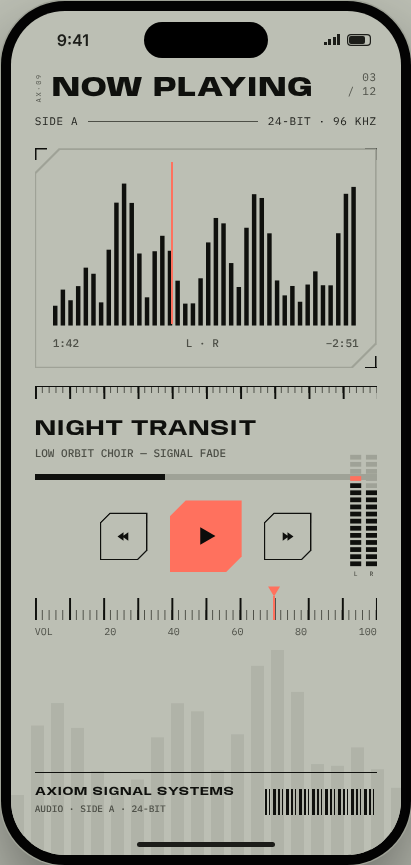 9:41
AX-09
NOW PLAYING
03
/ 12
SIDE A
24-BIT · 96 KHZ
1:42
L · R
−2:51
NIGHT TRANSIT
LOW ORBIT CHOIR — SIGNAL FADE
L R
VOL 20 40 60 80 100
AXIOM SIGNAL SYSTEMS
AUDIO · SIDE A · 24-BIT